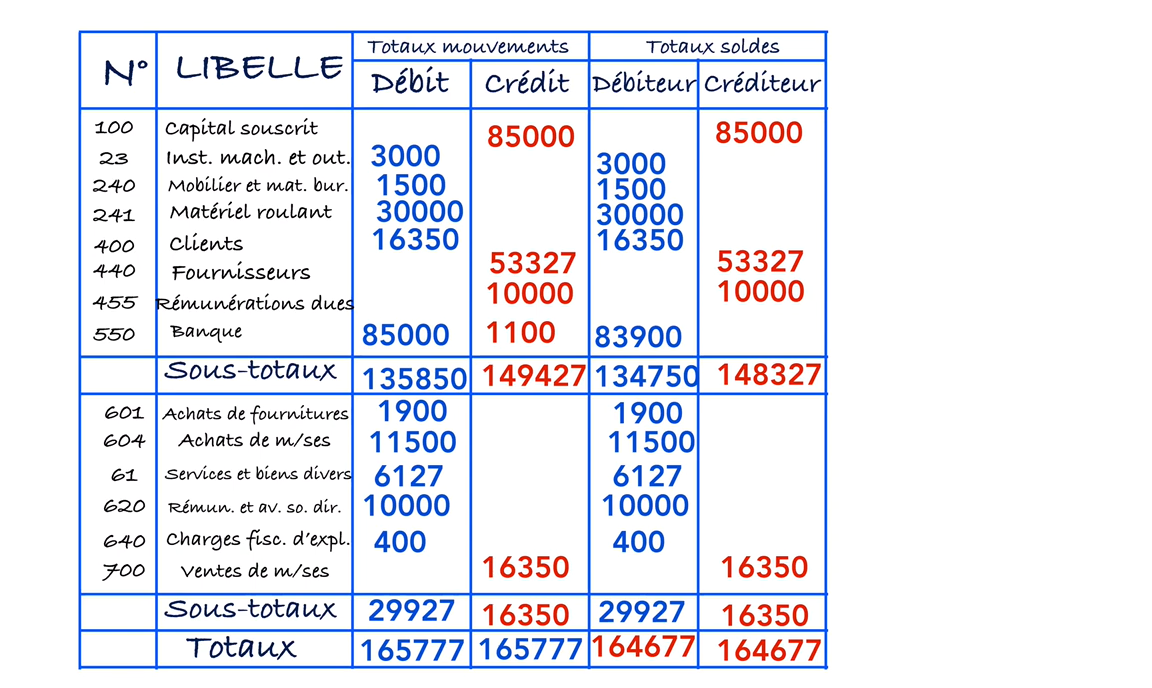 N° LIBELLE Totaux mouvements Totaux soldes
Débit Crédit Débiteur Créditeur
100 Capital souscrit 85000 85000
23 Inst. mach. et out. 3000 3000
240 Mobilier et mat. bur. 1500 1500
241 Matériel roulant 30000 30000
400 Clients 16350 16350
440 Fournisseurs 53327 53327
455 Rémunérations dues 10000 10000
550 Banque 85000 1100 83900
Sous-totaux 135850 149427 134750 148327
601 Achats de fournitures 1900 1900
604 Achats de m/ses 11500 11500
61 Services et biens divers 6127 6127
620 Rémun. et av. so. dir. 10000 10000
640 Charges fisc. d'expl. 400 400
700 Ventes de m/ses 16350 16350
Sous-totaux 29927 16350 29927 16350
Totaux 165777 165777 164677 164677